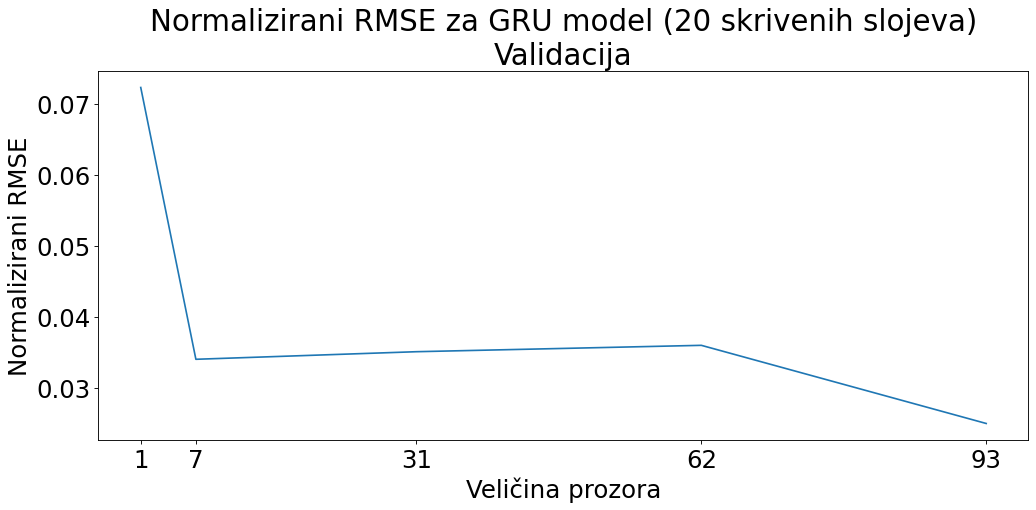 Normalizirani RMSE za GRU model (20 skrivenih slojeva)
Validacija
Normalizirani RMSE
0.07
0.06
0.05
0.04
0.03
1 7 31 62 93
Veličina prozora